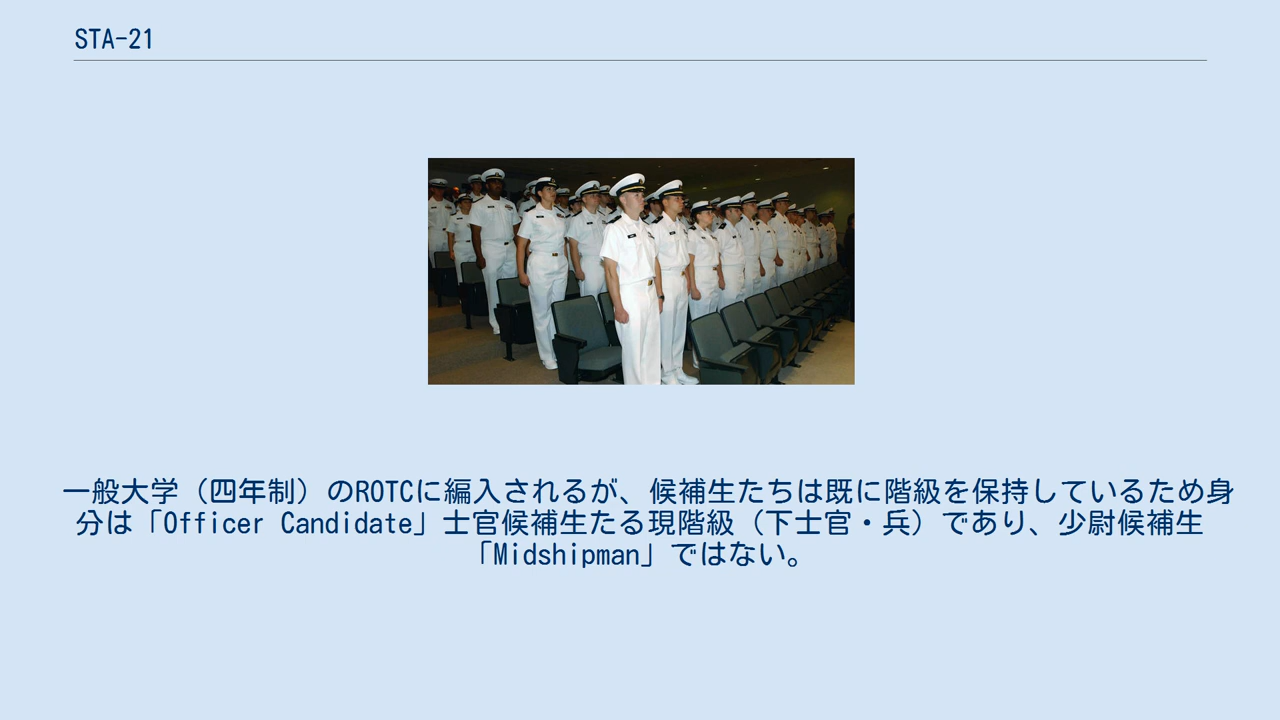 STA-21
一般大学（四年制）のROTCに編入されるが、候補生たちは既に階級を保持しているため身
分は「Officer Candidate」士官候補生たる現階級（下士官・兵）であり、少尉候補生
「Midshipman」ではない。